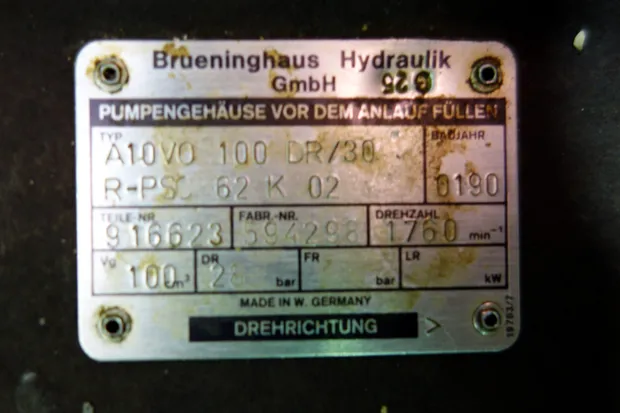 Brueninghaus Hydraulik
GmbH
PUMPENGEHÄUSE VOR DEM ANLAUF FÜLLEN
TYP BAUJAHR
A10VO 100 DR/30
R-PSC 62 K 02 0190
TEILE-NR. FABR.-NR. DREHZAHL
916623 594298 1760 min⁻¹
Vg DR FR LR
100 bar bar kW
MADE IN W. GERMANY
DREHRICHTUNG >
19763/7